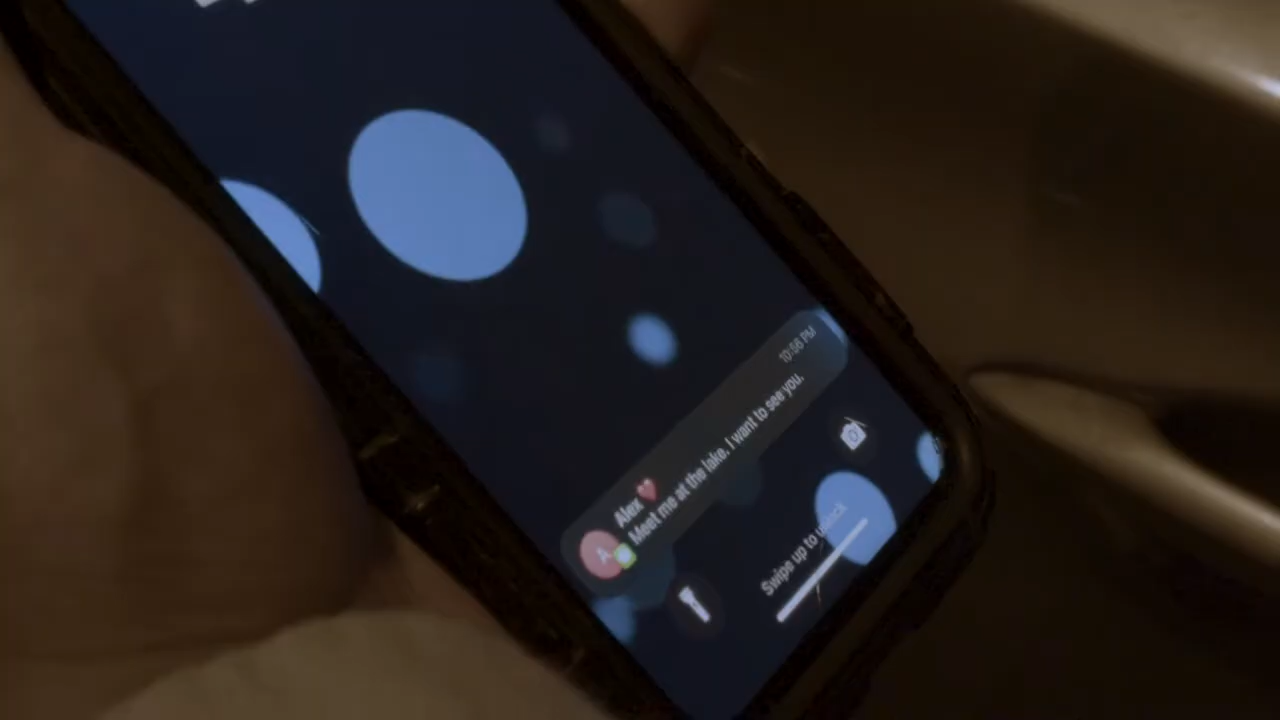 10:56 PM
Alex ❤️
Meet me at the lake. I want to see you.
A
Swipe up to unlock